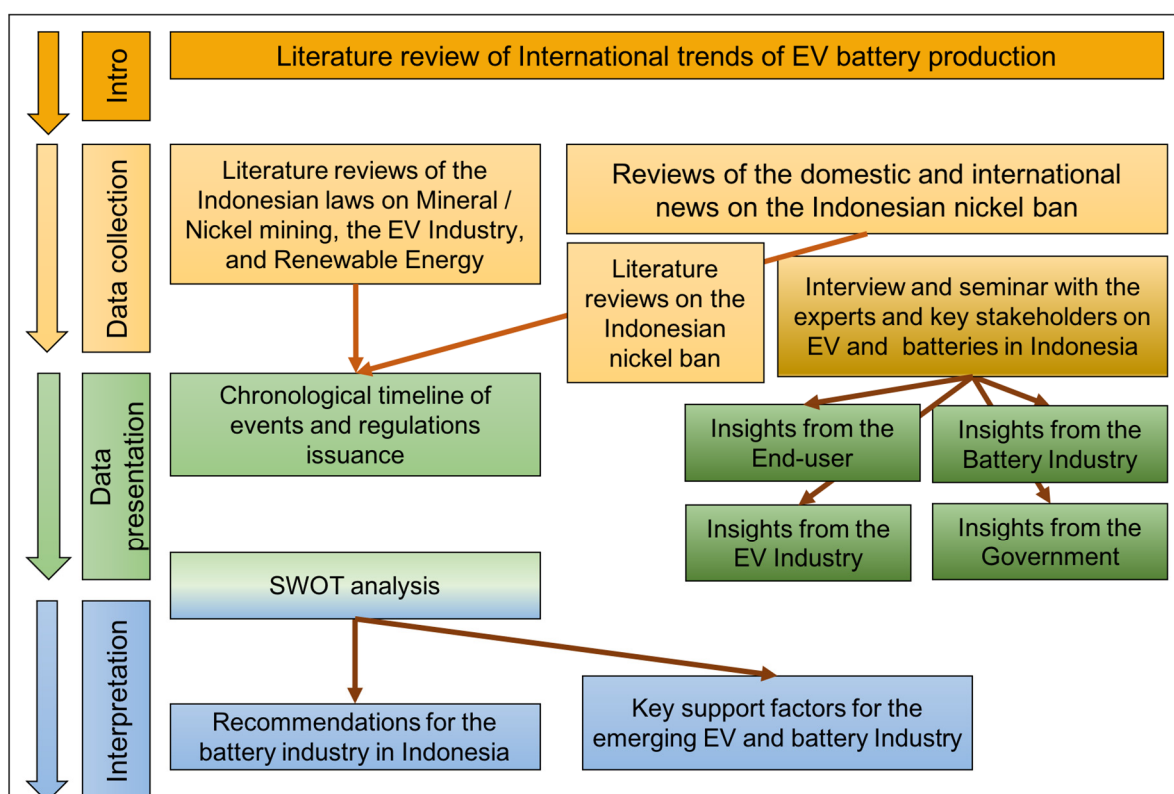 Intro
Literature review of International trends of EV battery production
Data collection
Literature reviews of the
Indonesian laws on Mineral /
Nickel mining, the EV Industry,
and Renewable Energy
Reviews of the domestic and international
news on the Indonesian nickel ban
Literature
reviews on the
Indonesian
nickel ban
Interview and seminar with the
experts and key stakeholders on
EV and batteries in Indonesia
Data
presentation
Chronological timeline of
events and regulations
issuance
Insights from the
End-user
Insights from the
Battery Industry
Insights from the
EV Industry
Insights from the
Government
SWOT analysis
Interpretation
Recommendations for the
battery industry in Indonesia
Key support factors for the
emerging EV and battery Industry